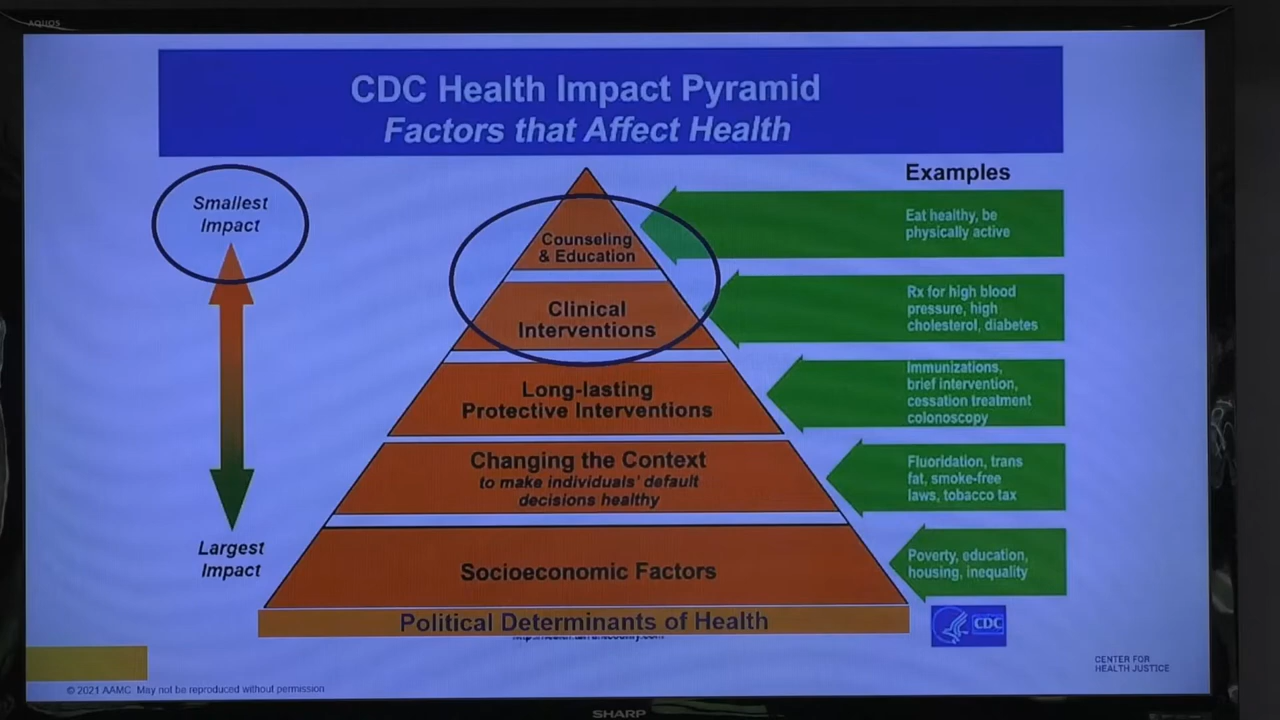 AQUOS
CDC Health Impact Pyramid
Factors that Affect Health
Examples
Smallest
Impact
Largest
Impact
Counseling
& Education
Clinical
Interventions
Long-lasting
Protective Interventions
Changing the Context
to make individuals' default
decisions healthy
Socioeconomic Factors
Political Determinants of Health
Eat healthy, be
physically active
Rx for high blood
pressure, high
cholesterol, diabetes
Immunizations,
brief intervention,
cessation treatment
colonoscopy
Fluoridation, trans
fat, smoke-free
laws, tobacco tax
Poverty, education,
housing, inequality
CDC
CENTER FOR
HEALTH JUSTICE
© 2021 AAMC May not be reproduced without permission
SHARP